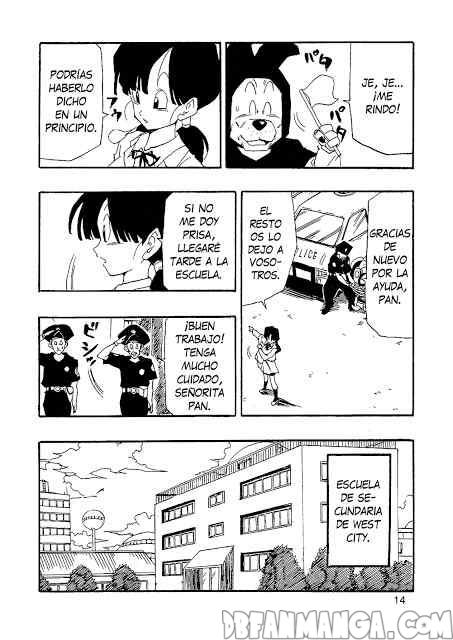 JE, JE...
¡ME
RINDO!
PODRÍAS
HABERLO
DICHO
EN UN
PRINCIPIO.
GRACIAS
DE
NUEVO
POR LA
AYUDA,
PAN.
EL
RESTO
OS LO
DEJO A
VOSO-
TROS.
OLICE
SI NO
ME DOY
PRISA,
LLEGARÉ
TARDE A LA
ESCUELA.
¡BUEN
TRABAJO!
TENGA
MUCHO
CUIDADO,
SEÑORITA
PAN.
ESCUELA
DE SE-
CUNDARIA
DE WEST
CITY.
14
DBFANMANGA.COM